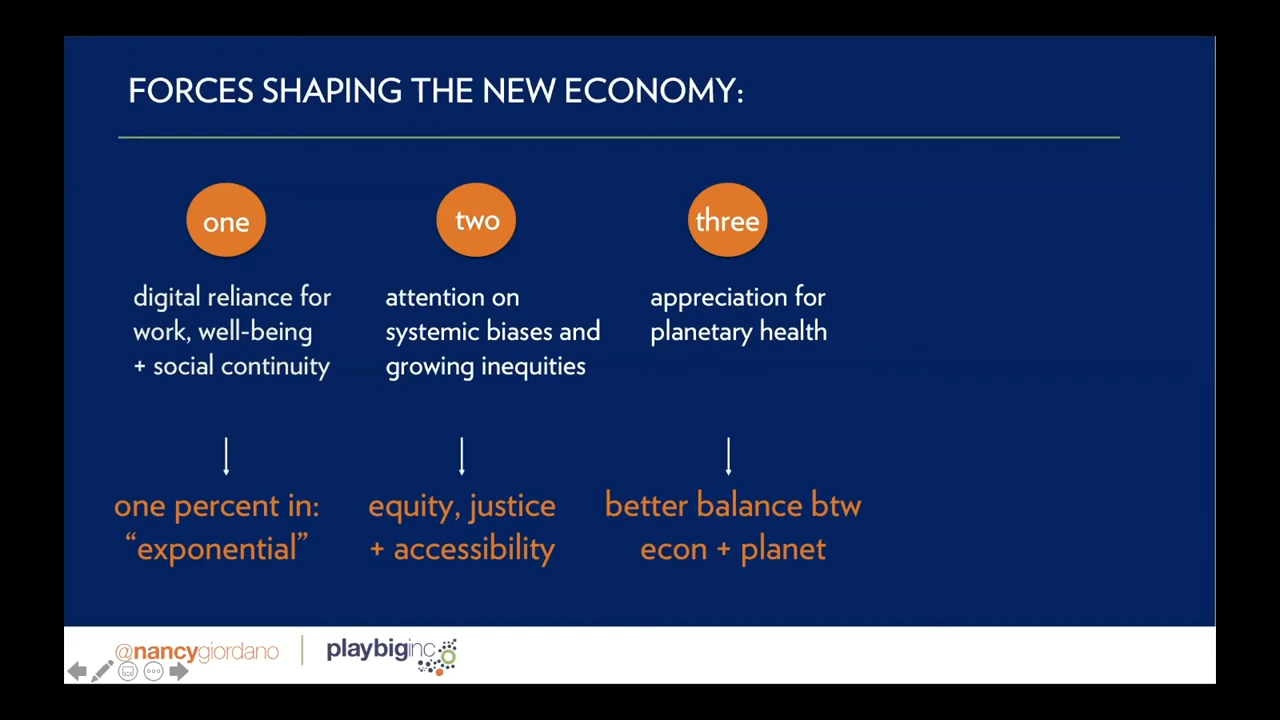 FORCES SHAPING THE NEW ECONOMY:
one
digital reliance for
work, well-being
+ social continuity
one percent in:
“exponential”
two
attention on
systemic biases and
growing inequities
equity, justice
+ accessibility
three
appreciation for
planetary health
better balance btw
econ + planet
@nancygiordano
playbiginc